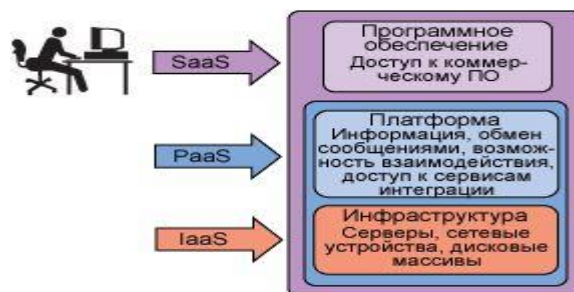 SaaS
Программное
обеспечение
Доступ к коммер-
ческому ПО
PaaS
Платформа
Информация, обмен
сообщениями, возмож-
ность взаимодействия,
доступ к сервисам
интеграции
IaaS
Инфраструктура
Серверы, сетевые
устройства, дисковые
массивы